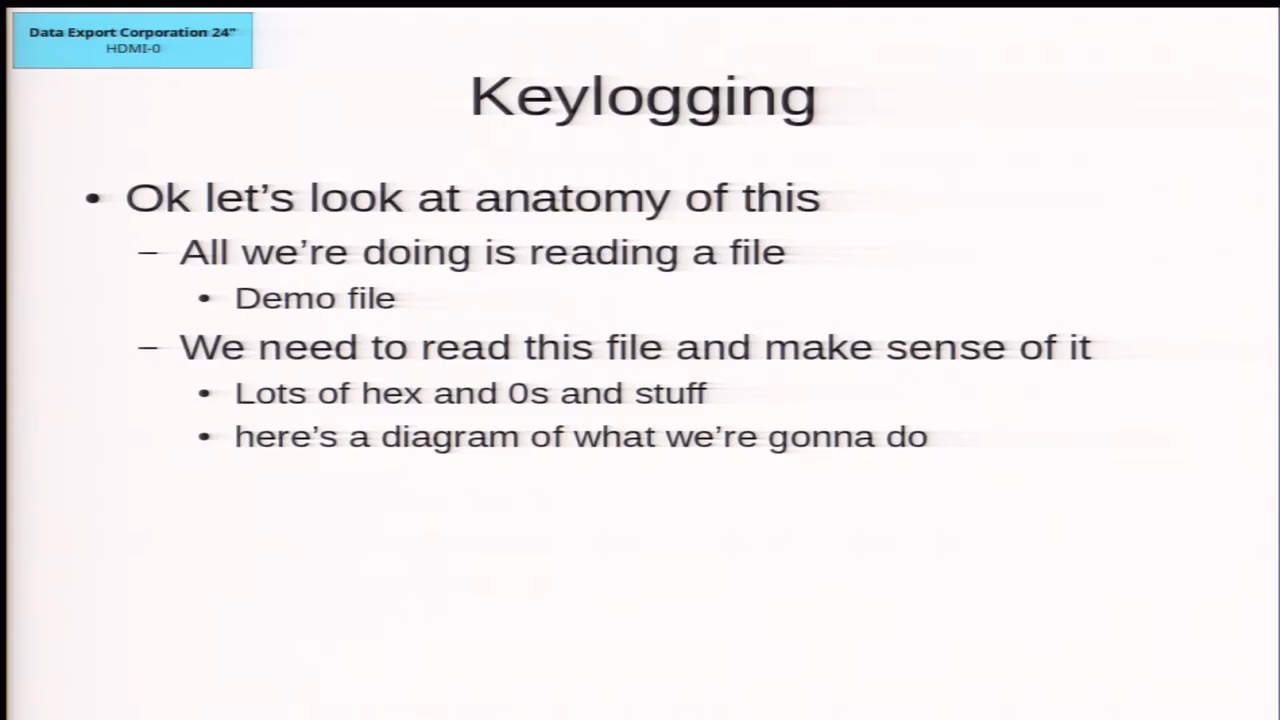 Data Export Corporation 24"
HDMI-0
Keylogging
• Ok let’s look at anatomy of this
– All we’re doing is reading a file
• Demo file
– We need to read this file and make sense of it
• Lots of hex and 0s and stuff
• here’s a diagram of what we’re gonna do